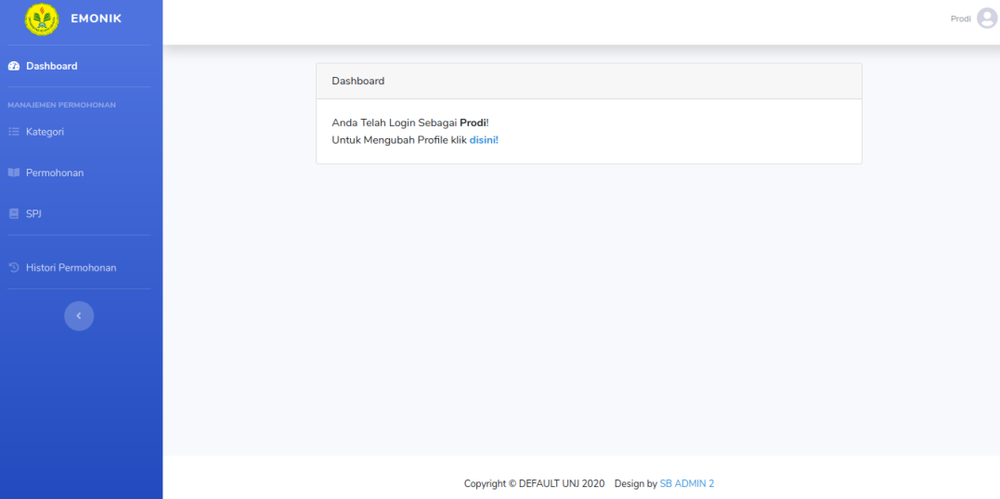 EMONIK
Prodi
Dashboard
MANAJEMEN PERMOHONAN
Kategori
Permohonan
SPJ
Histori Permohonan
Dashboard
Anda Telah Login Sebagai Prodi!
Untuk Mengubah Profile klik disini!
Copyright © DEFAULT UNJ 2020 Design by SB ADMIN 2